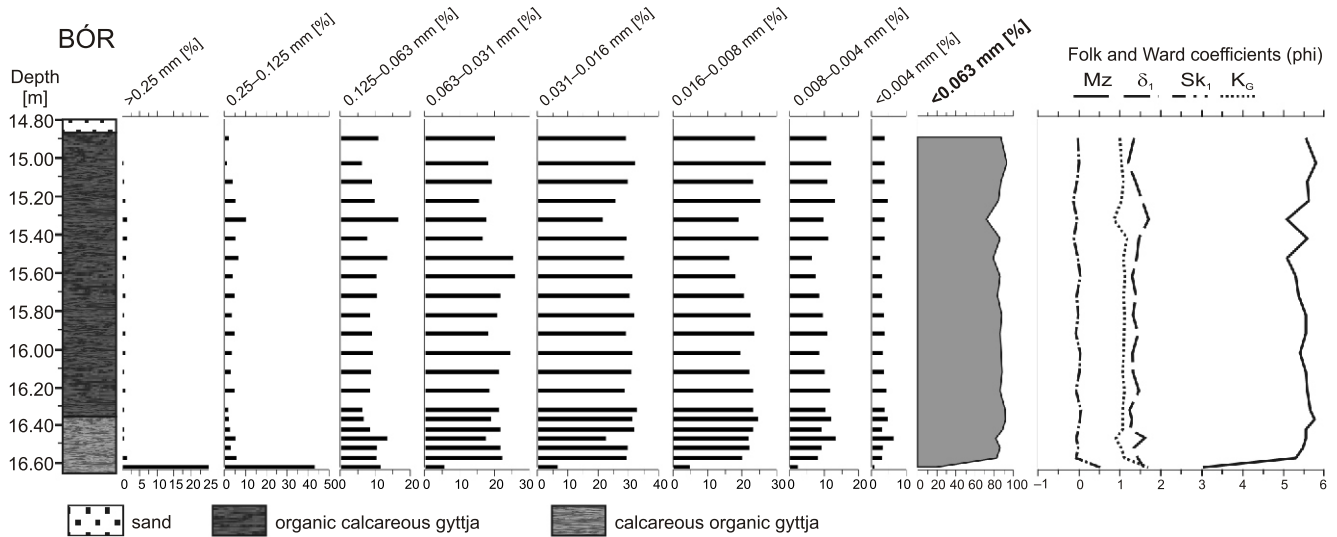 BÓR
Depth
[m]
>0.25 mm [%]
0.25–0.125 mm [%]
0.125–0.063 mm [%]
0.063–0.031 mm [%]
0.031–0.016 mm [%]
0.016–0.008 mm [%]
0.008–0.004 mm [%]
<0.004 mm [%]
<0.063 mm [%]
Folk and Ward coefficients (phi)
Mz δ1 Sk1 KG
14.80
15.00
15.20
15.40
15.60
15.80
16.00
16.20
16.40
16.60
0 5 10 15 20 25
0 10 20 30 40 50
0 10 20
0 10 20 30
0 10 20 30 40
0 10 20 30
0 10 20
0 10
0 20 40 60 80 100
–1 0 1 2 3 4 5 6
sand
organic calcareous gyttja
calcareous organic gyttja